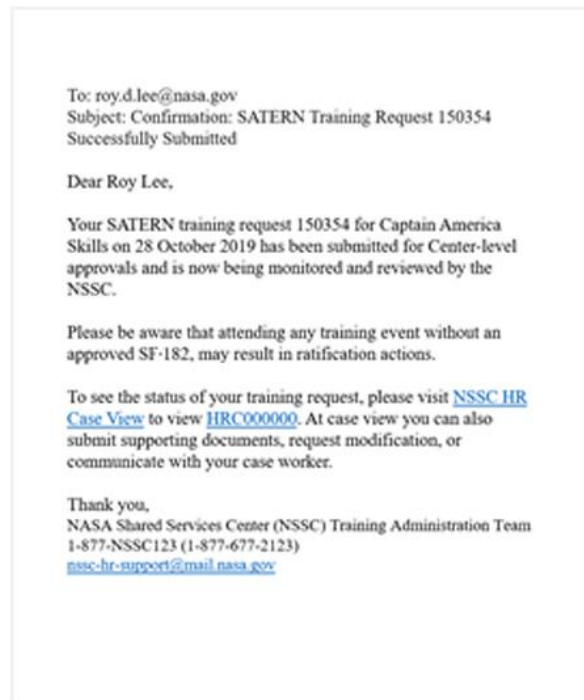 To: roy.d.lee@nasa.gov
Subject: Confirmation: SATERN Training Request 150354
Successfully Submitted
Dear Roy Lee,
Your SATERN training request 150354 for Captain America
Skills on 28 October 2019 has been submitted for Center-level
approvals and is now being monitored and reviewed by the
NSSC.
Please be aware that attending any training event without an
approved SF-182, may result in ratification actions.
To see the status of your training request, please visit NSSC HR
Case View to view HRC000000. At case view you can also
submit supporting documents, request modification, or
communicate with your case worker.
Thank you,
NASA Shared Services Center (NSSC) Training Administration Team
1-877-NSSC123 (1-877-677-2123)
nssc-hr-support@mail.nasa.gov